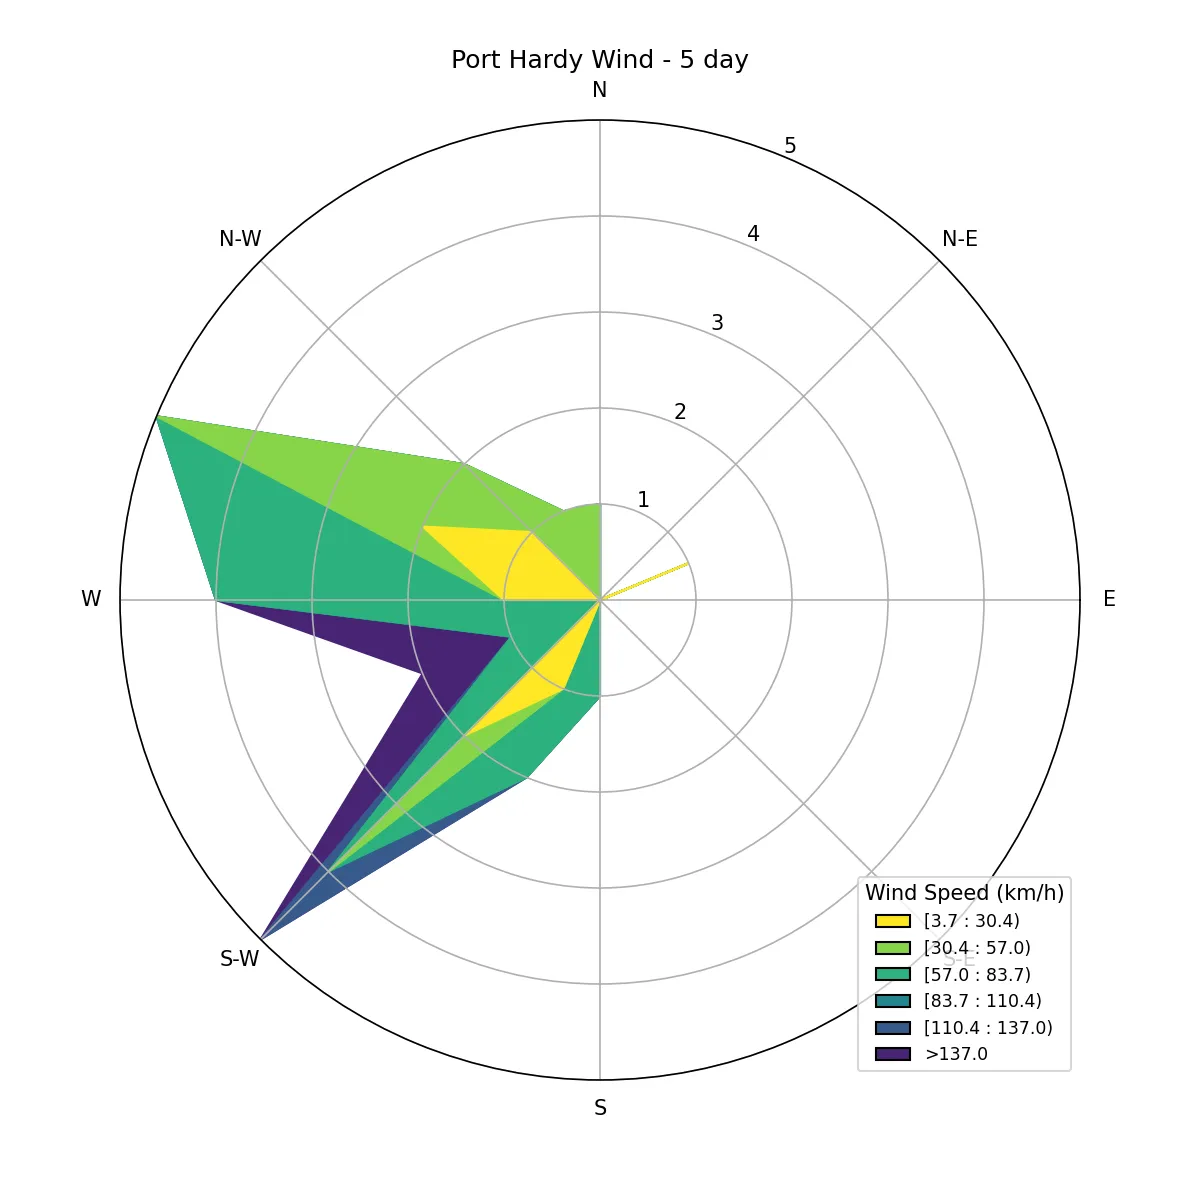 Port Hardy Wind - 5 day
N
5
N-W
4
N-E
3
2
1
W
E
S-W
S-E
S
Wind Speed (km/h)
[3.7 : 30.4)
[30.4 : 57.0)
[57.0 : 83.7)
[83.7 : 110.4)
[110.4 : 137.0)
>137.0